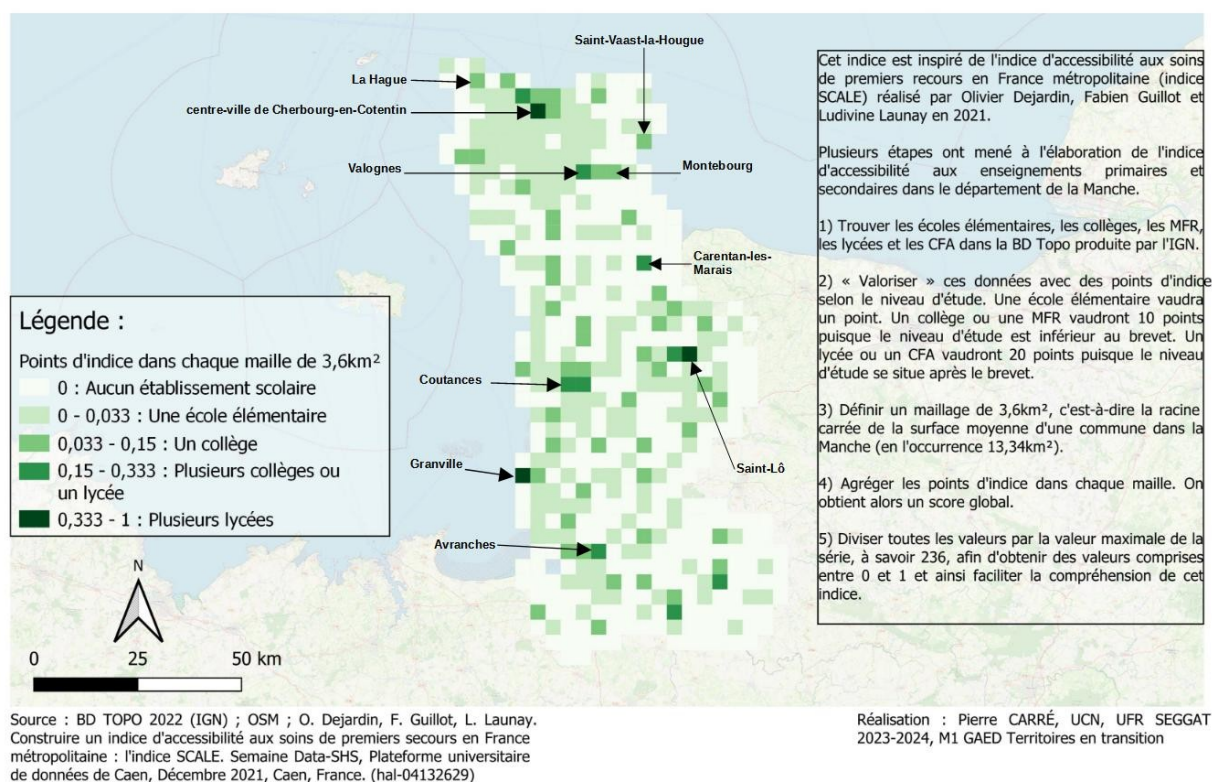 Saint-Vaast-la-Hougue
La Hague
centre-ville de Cherbourg-en-Cotentin
Valognes
Montebourg
Carentan-les-
Marais
Coutances
Saint-Lô
Granville
Avranches
Légende :
Points d'indice dans chaque maille de 3,6km²
0 : Aucun établissement scolaire
0 - 0,033 : Une école élémentaire
0,033 - 0,15 : Un collège
0,15 - 0,333 : Plusieurs collèges ou
un lycée
0,333 - 1 : Plusieurs lycées
N
0 25 50 km
Cet indice est inspiré de l'indice d'accessibilité aux soins
de premiers recours en France métropolitaine (indice
SCALE) réalisé par Olivier Dejardin, Fabien Guillot et
Ludivine Launay en 2021.
Plusieurs étapes ont mené à l'élaboration de l'indice
d'accessibilité aux enseignements primaires et
secondaires dans le département de la Manche.
1) Trouver les écoles élémentaires, les collèges, les MFR,
les lycées et les CFA dans la BD Topo produite par l'IGN.
2) « Valoriser » ces données avec des points d'indice
selon le niveau d'étude. Une école élémentaire vaudra
un point. Un collège ou une MFR vaudront 10 points
puisque le niveau d'étude est inférieur au brevet. Un
lycée ou un CFA vaudront 20 points puisque le niveau
d'étude se situe après le brevet.
3) Définir un maillage de 3,6km², c'est-à-dire la racine
carrée de la surface moyenne d'une commune dans la
Manche (en l'occurrence 13,34km²).
4) Agréger les points d'indice dans chaque maille. On
obtient alors un score global.
5) Diviser toutes les valeurs par la valeur maximale de la
série, à savoir 236, afin d'obtenir des valeurs comprises
entre 0 et 1 et ainsi faciliter la compréhension de cet
indice.
Source : BD TOPO 2022 (IGN) ; OSM ; O. Dejardin, F. Guillot, L. Launay.
Construire un indice d'accessibilité aux soins de premiers secours en France
métropolitaine : l'indice SCALE. Semaine Data-SHS, Plateforme universitaire
de données de Caen, Décembre 2021, Caen, France. (hal-04132629)
Réalisation : Pierre CARRÉ, UCN, UFR SEGGAT
2023-2024, M1 GAED Territoires en transition